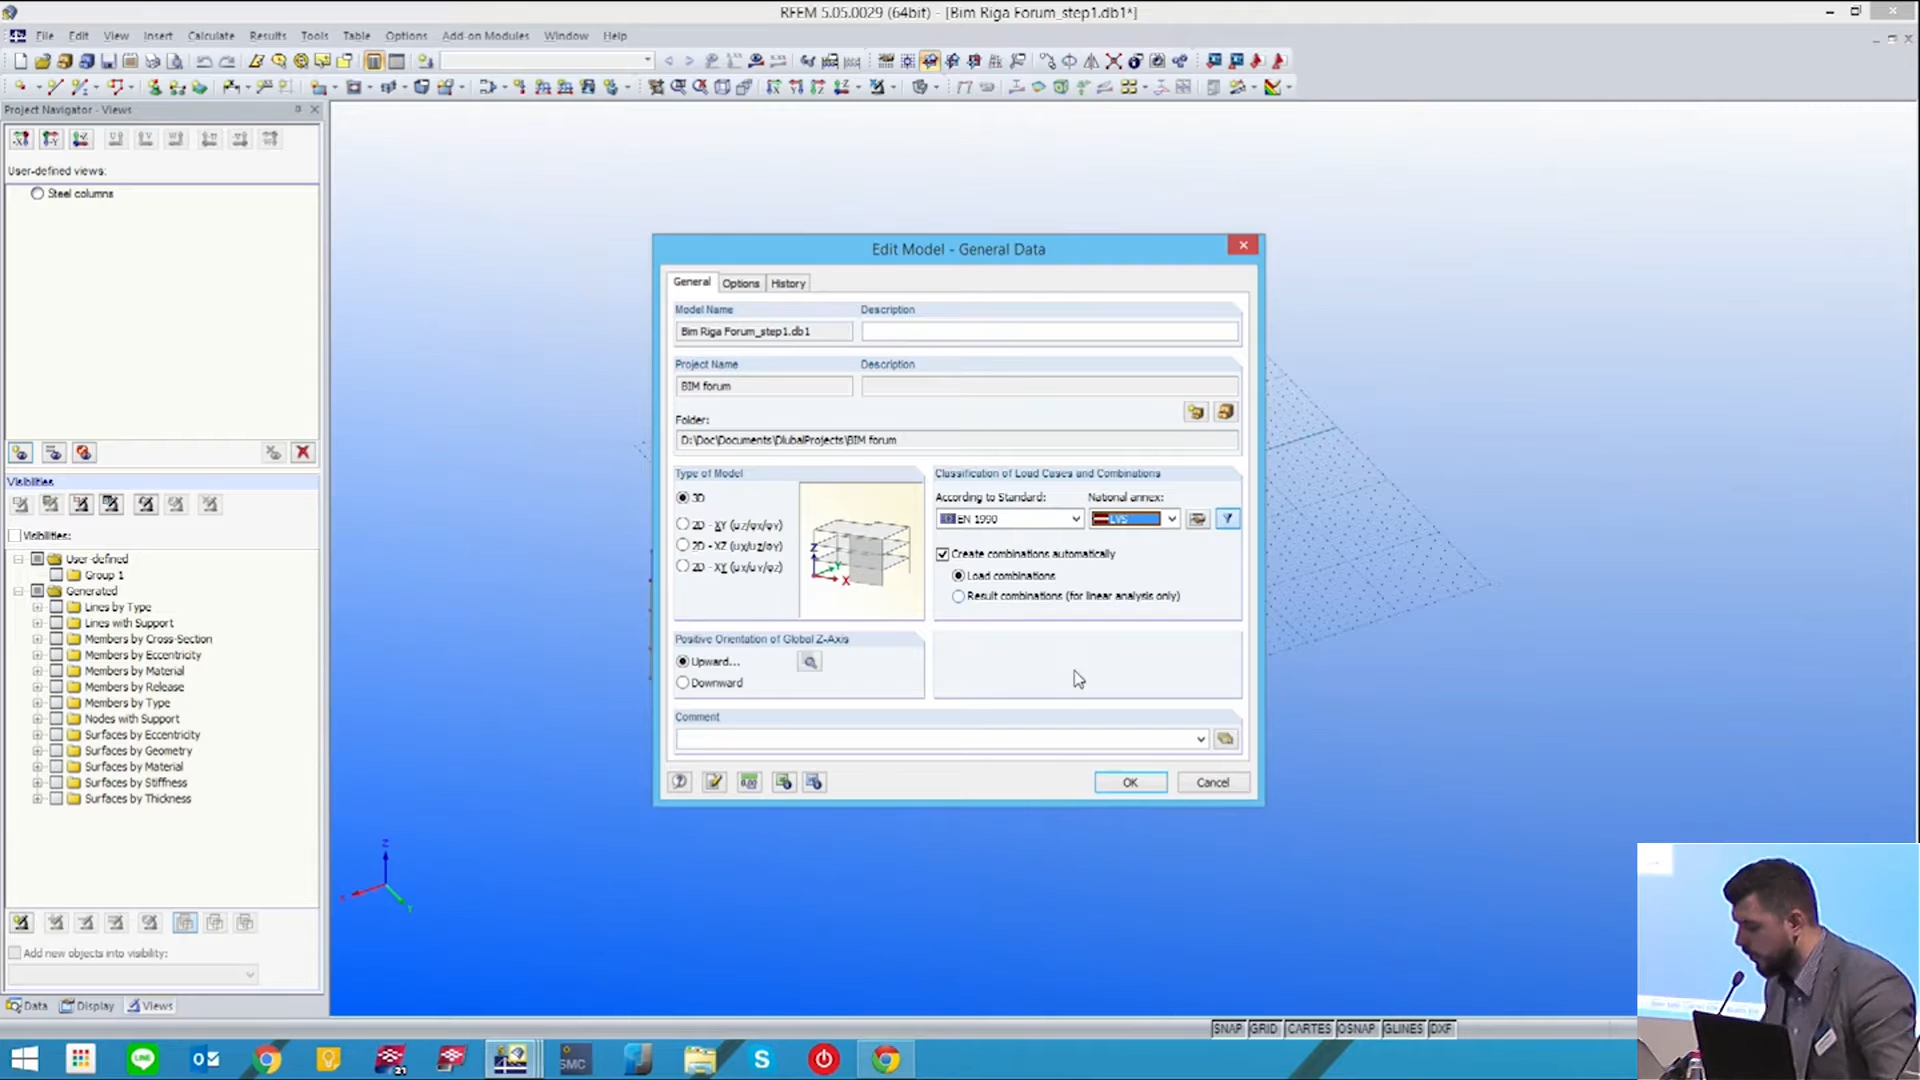 RFEM 5.05.0029 (64bit) - [Bim Riga Forum_step1.db1*]
File Edit View Insert Calculate Results Tools Table Options Add-on Modules Window Help
Project Navigator - Views
User-defined views:
Steel columns
Visibilities
Visibilities:
User-defined
Group 1
Generated
Lines by Type
Lines with Support
Members by Cross-Section
Members by Eccentricity
Members by Material
Members by Release
Members by Type
Nodes with Support
Surfaces by Eccentricity
Surfaces by Geometry
Surfaces by Material
Surfaces by Stiffness
Surfaces by Thickness
Add new objects into visibility:
Data Display Views
Edit Model - General Data
General Options History
Model Name Description
Bim Riga Forum_step1.db1
Project Name Description
BIM forum
Folder:
D:\Doc\Documents\DlubalProjects\BIM forum
Type of Model
3D
2D - XY (uZ/φX/φY)
2D - XZ (uX/uZ/φY)
2D - XY (uX/uY/φZ)
Z
Y
X
Classification of Load Cases and Combinations
According to Standard: National annex:
EN 1990 LVS
Create combinations automatically
Load combinations
Result combinations (for linear analysis only)
Positive Orientation of Global Z-Axis
Upward...
Downward
Comment
OK Cancel
Z
X
Y
SNAP GRID CARTES OSNAP GLINES DXF
LINE
21
SMC